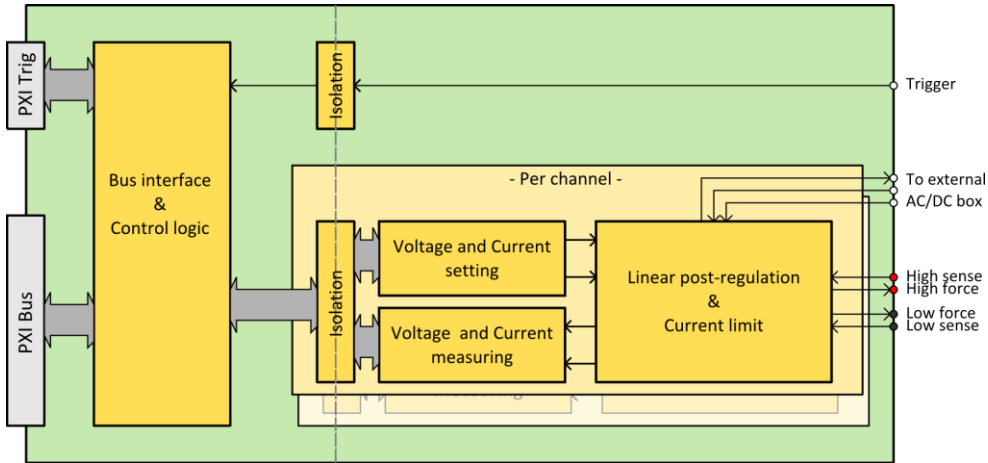 PXI Trig
Isolation
Trigger
Bus interface
&
Control logic
- Per channel -
To external
AC/DC box
PXI Bus
Isolation
Voltage and Current
setting
Linear post-regulation
&
Current limit
High sense
High force
Low force
Low sense
Voltage and Current
measuring
measuring